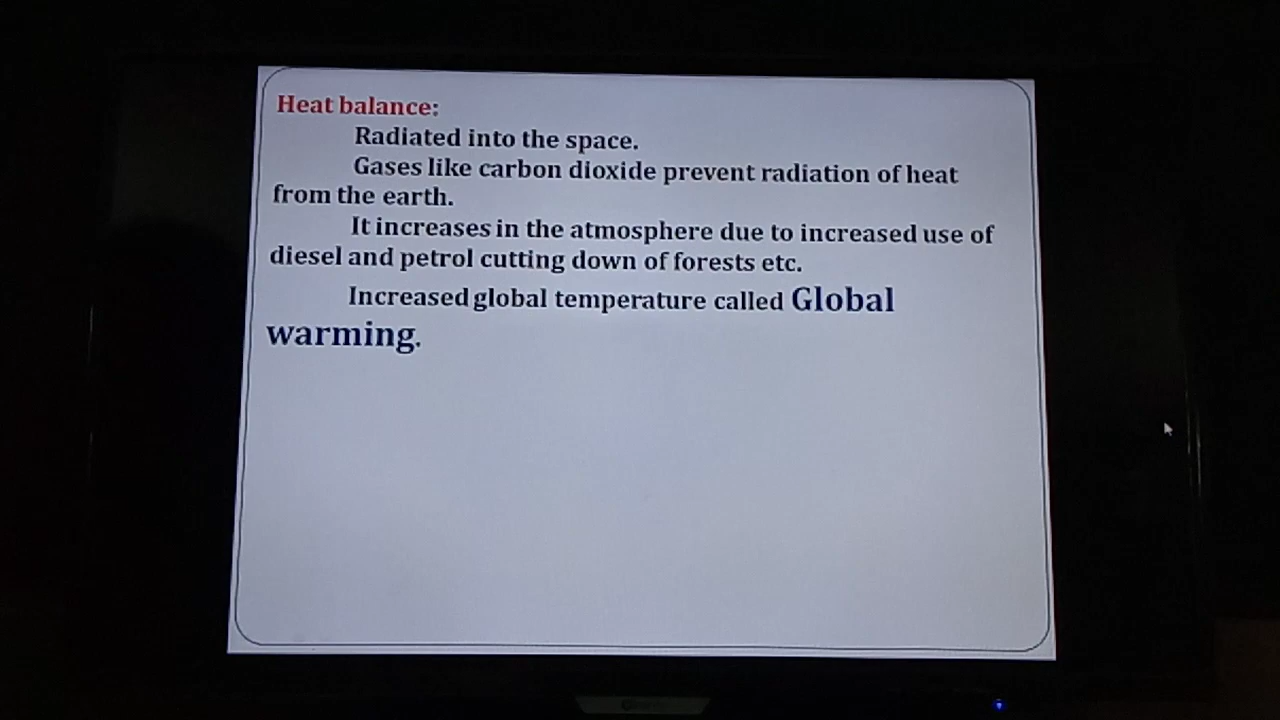 Heat balance:
Radiated into the space.
Gases like carbon dioxide prevent radiation of heat
from the earth.
It increases in the atmosphere due to increased use of
diesel and petrol cutting down of forests etc.
Increased global temperature called Global
warming.